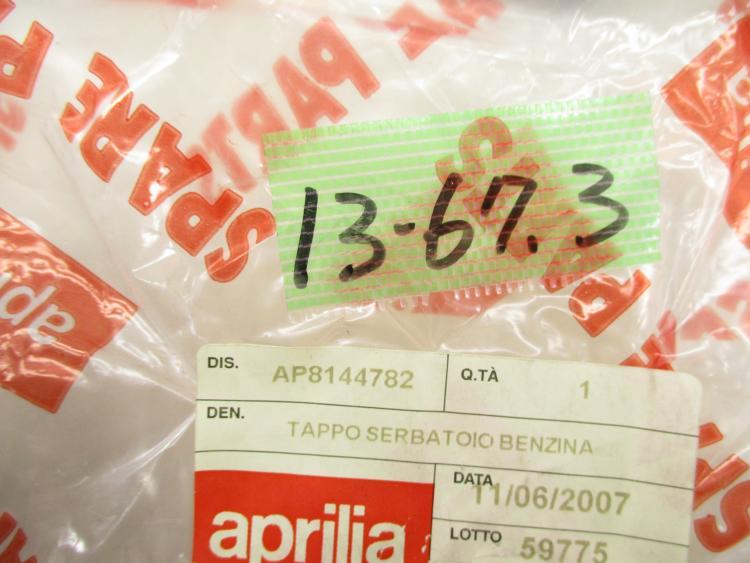 SPARE PARTS
13-67.3
aprilia
DIS. AP8144782 Q.TÀ 1
DEN. TAPPO SERBATOIO BENZINA
DATA 11/06/2007
aprilia LOTTO 59775